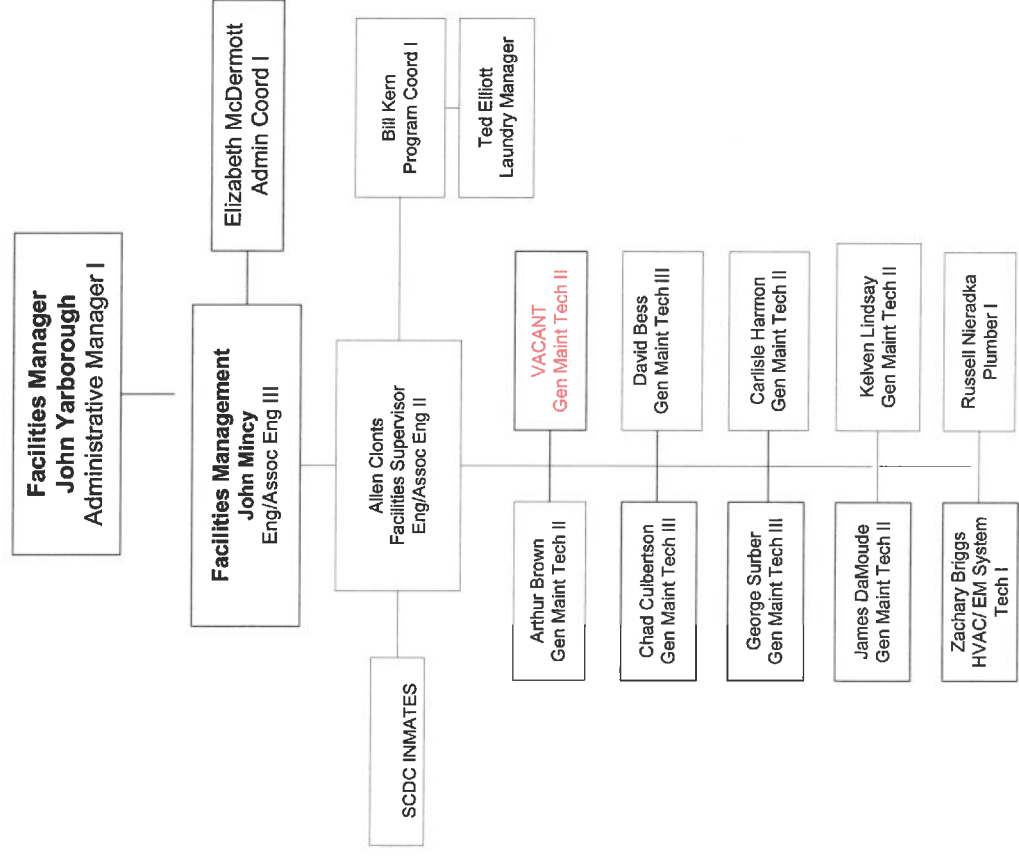 Facilities Manager
John Yarborough
Administrative Manager I
Facilities Management
John Mincy
Eng/Assoc Eng III
Elizabeth McDermott
Admin Coord I
SCDC INMATES
Allen Clonts
Facilities Supervisor
Eng/Assoc Eng II
Bill Kern
Program Coord I
Ted Elliott
Laundry Manager
Arthur Brown
Gen Maint Tech II
VACANT
Gen Maint Tech II
Chad Culbertson
Gen Maint Tech III
David Bess
Gen Maint Tech III
George Surber
Gen Maint Tech III
Carlisle Harmon
Gen Maint Tech II
James DaMoude
Gen Maint Tech II
Kelven Lindsay
Gen Maint Tech II
Zachary Briggs
HVAC/ EM System
Tech I
Russell Nieradka
Plumber I